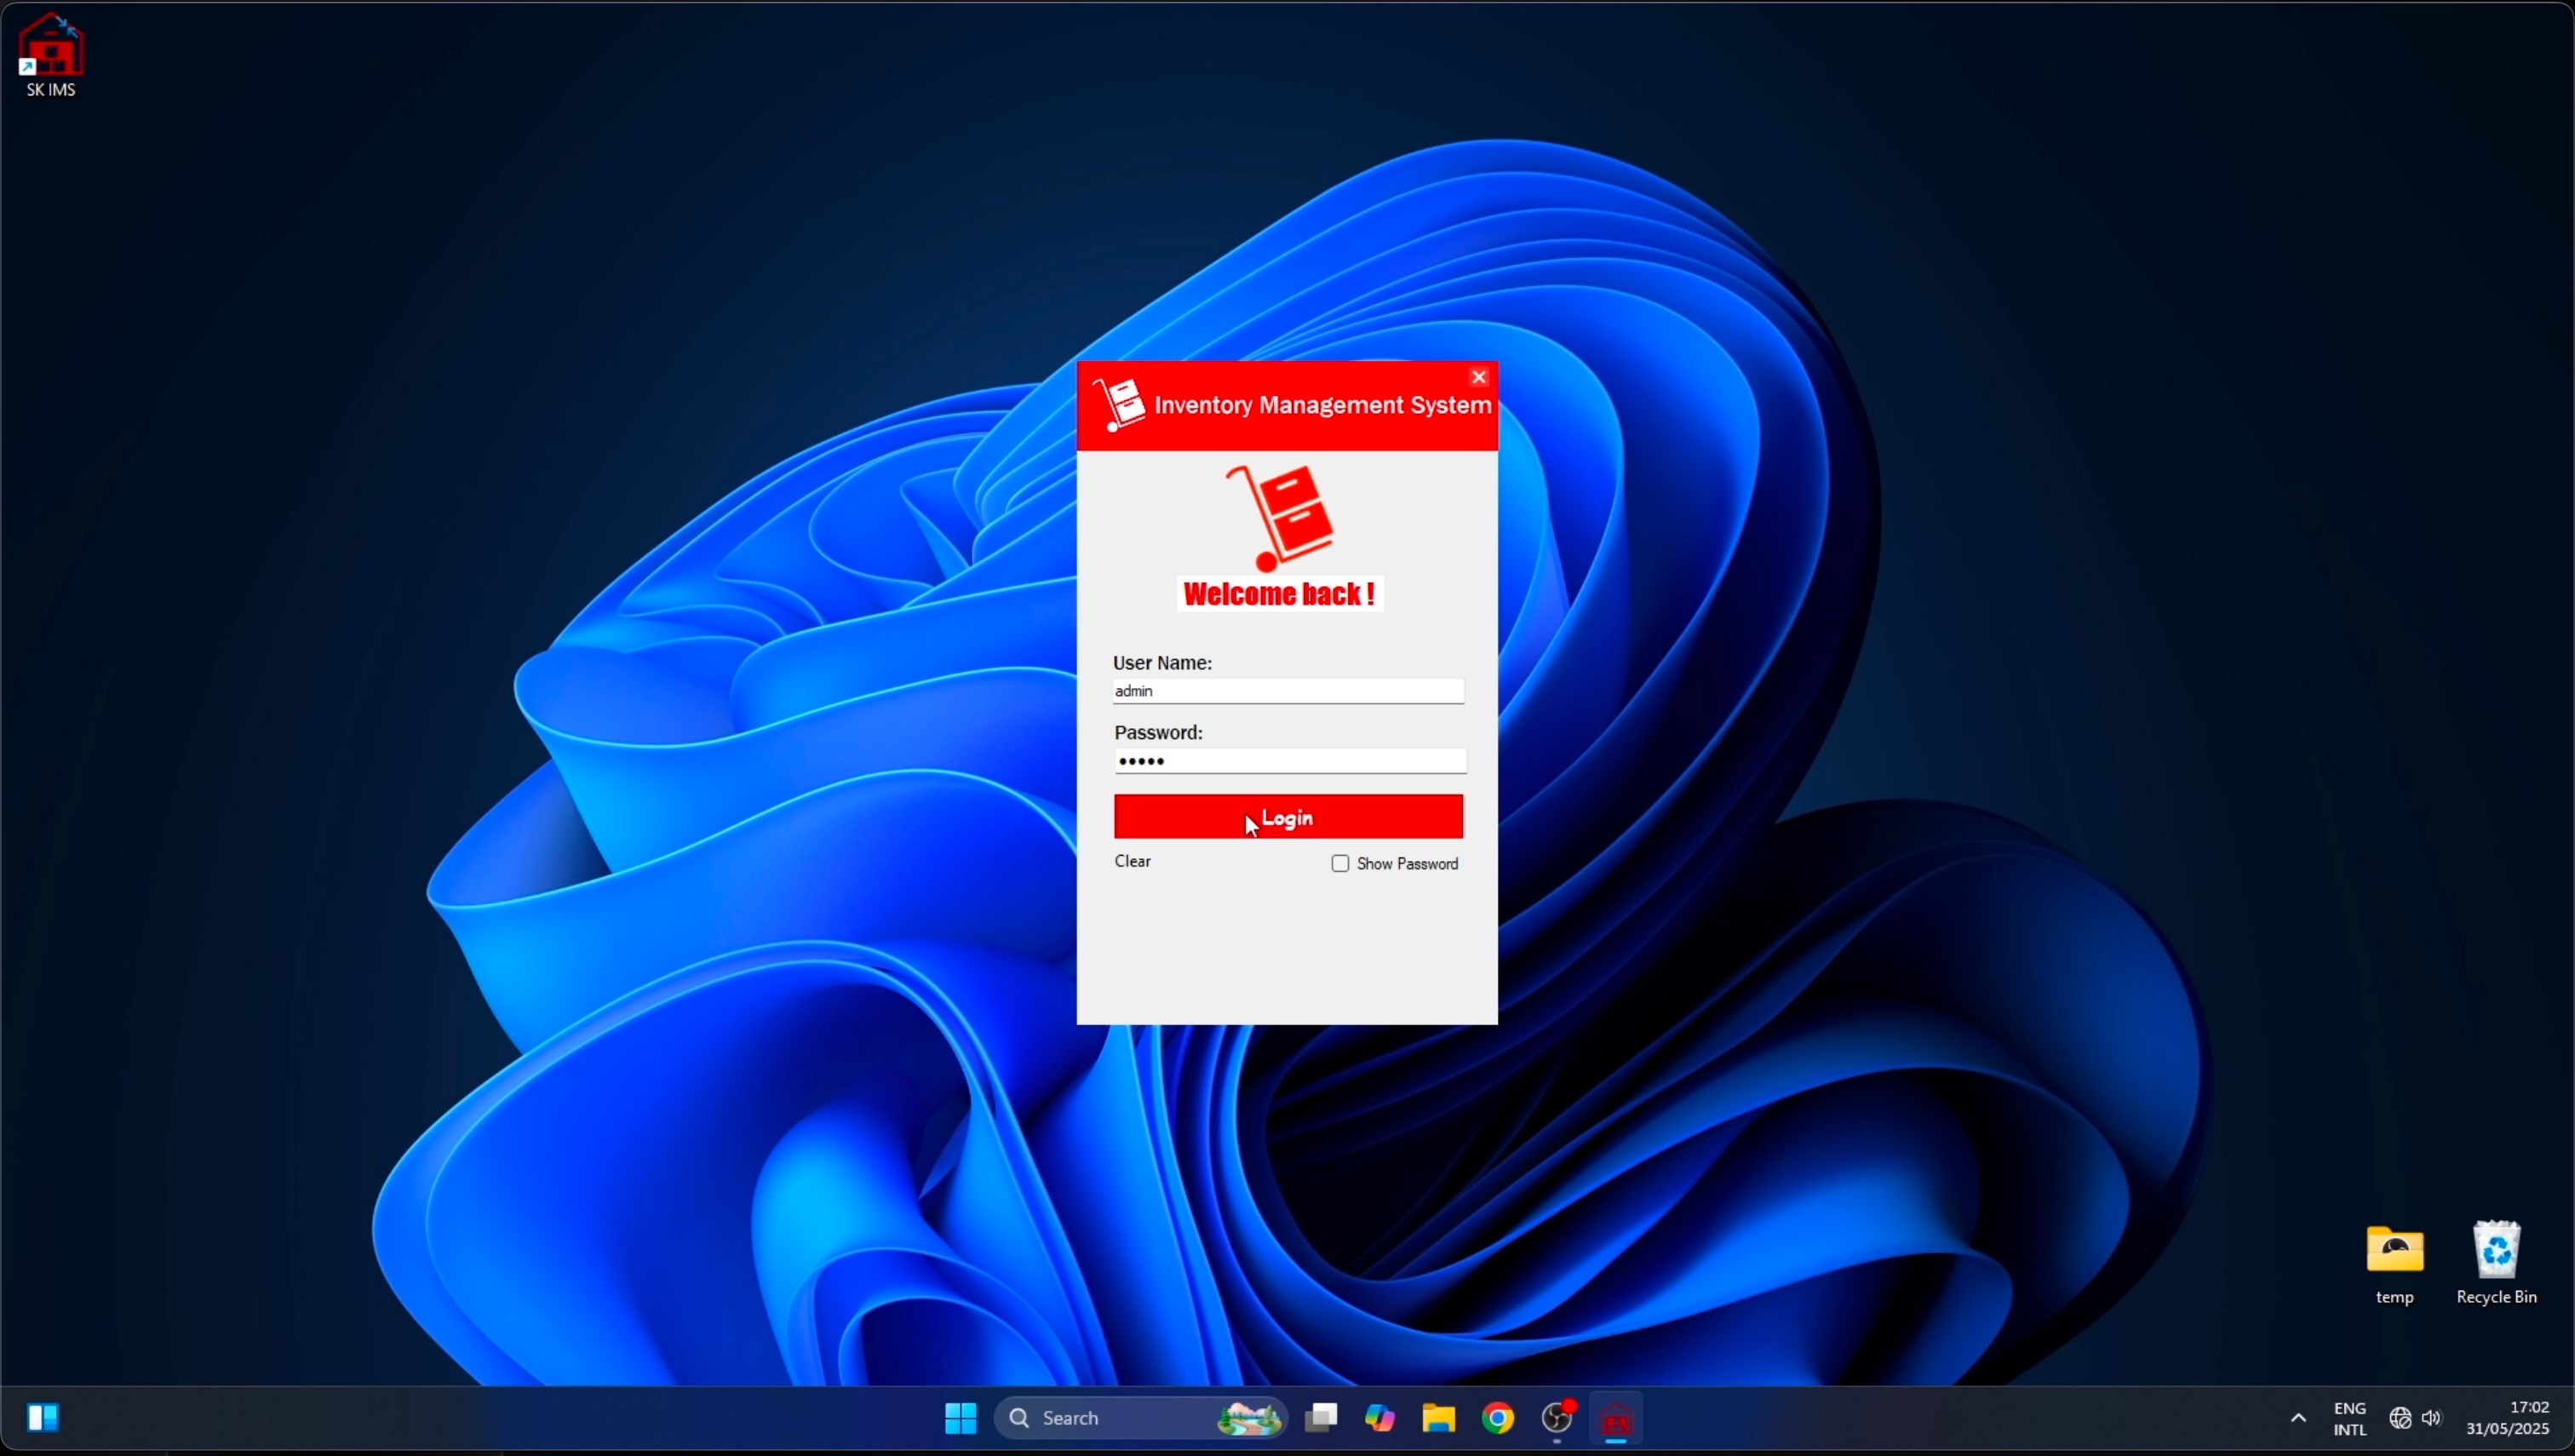 SK IMS
Inventory Management System
Welcome back !
User Name:
admin
Password:
•••••
Login
Clear
Show Password
temp
Recycle Bin
Search
ENG
INTL
17:02
31/05/2025